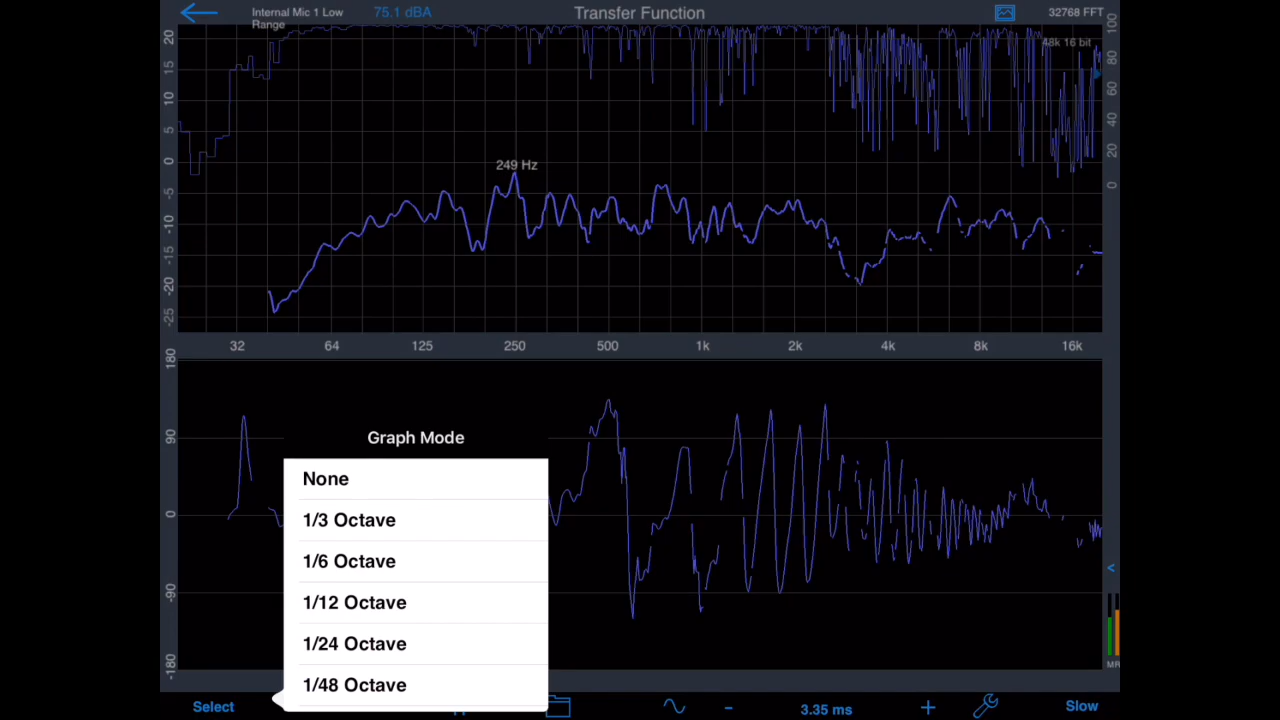 Internal Mic 1 Low
Range
75.1 dBA
Transfer Function
32768 FFT
48k 16 bit
20
15
10
5
0
-5
-10
-15
-20
-25
100
80
60
40
20
0
249 Hz
32
64
125
250
500
1k
2k
4k
8k
16k
180
90
0
-90
-180
Graph Mode
None
1/3 Octave
1/6 Octave
1/12 Octave
1/24 Octave
1/48 Octave
<
MR
Select
-
3.35 ms
+
Slow